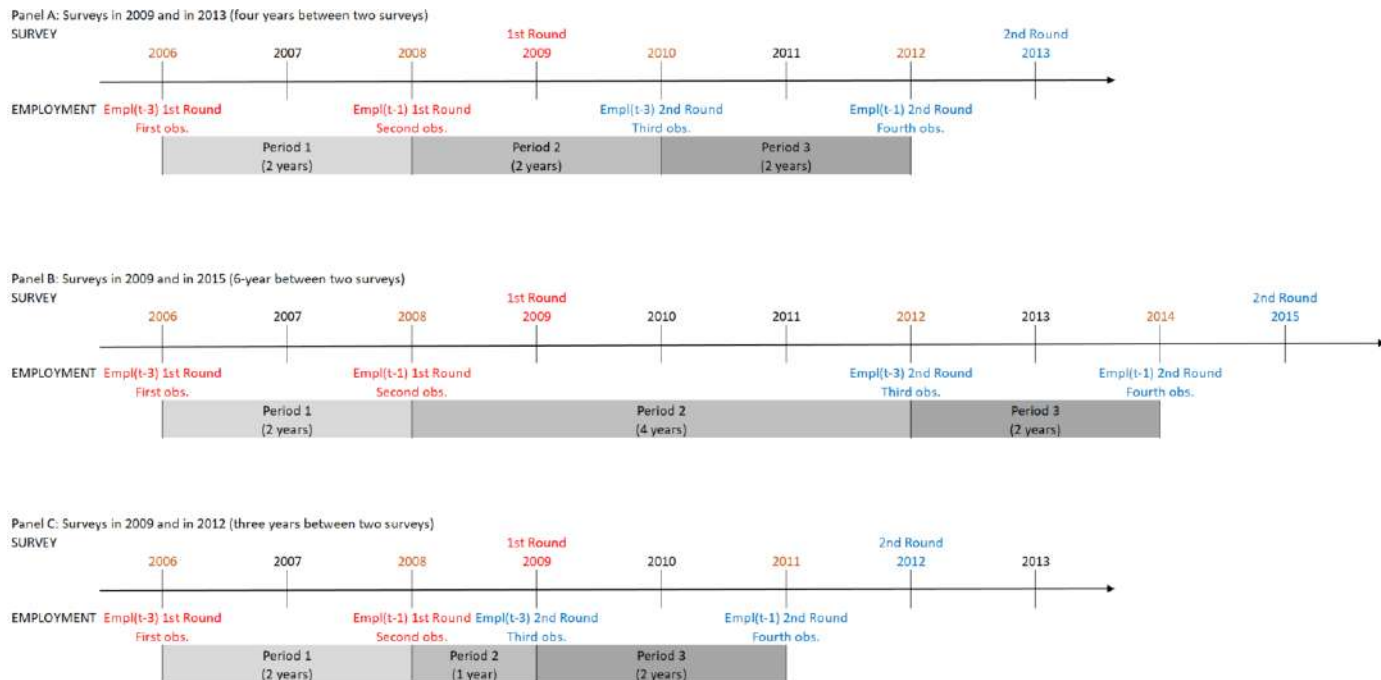 Panel A: Surveys in 2009 and in 2013 (four years between two surveys)
SURVEY 1st Round 2nd Round
2006 2007 2008 2009 2010 2011 2012 2013
EMPLOYMENT Empl(t-3) 1st Round Empl(t-1) 1st Round Empl(t-3) 2nd Round Empl(t-1) 2nd Round
First obs. Second obs. Third obs. Fourth obs.
Period 1 Period 2 Period 3
(2 years) (2 years) (2 years)
Panel B: Surveys in 2009 and in 2015 (6-year between two surveys)
SURVEY 1st Round 2nd Round
2006 2007 2008 2009 2010 2011 2012 2013 2014 2015
EMPLOYMENT Empl(t-3) 1st Round Empl(t-1) 1st Round Empl(t-3) 2nd Round Empl(t-1) 2nd Round
First obs. Second obs. Third obs. Fourth obs.
Period 1 Period 2 Period 3
(2 years) (4 years) (2 years)
Panel C: Surveys in 2009 and in 2012 (three years between two surveys)
SURVEY 1st Round 2nd Round
2006 2007 2008 2009 2010 2011 2012 2013
EMPLOYMENT Empl(t-3) 1st Round Empl(t-1) 1st Round Empl(t-3) 2nd Round Empl(t-1) 2nd Round
First obs. Second obs. Third obs. Fourth obs.
Period 1 Period 2 Period 3
(2 years) (1 year) (2 years)